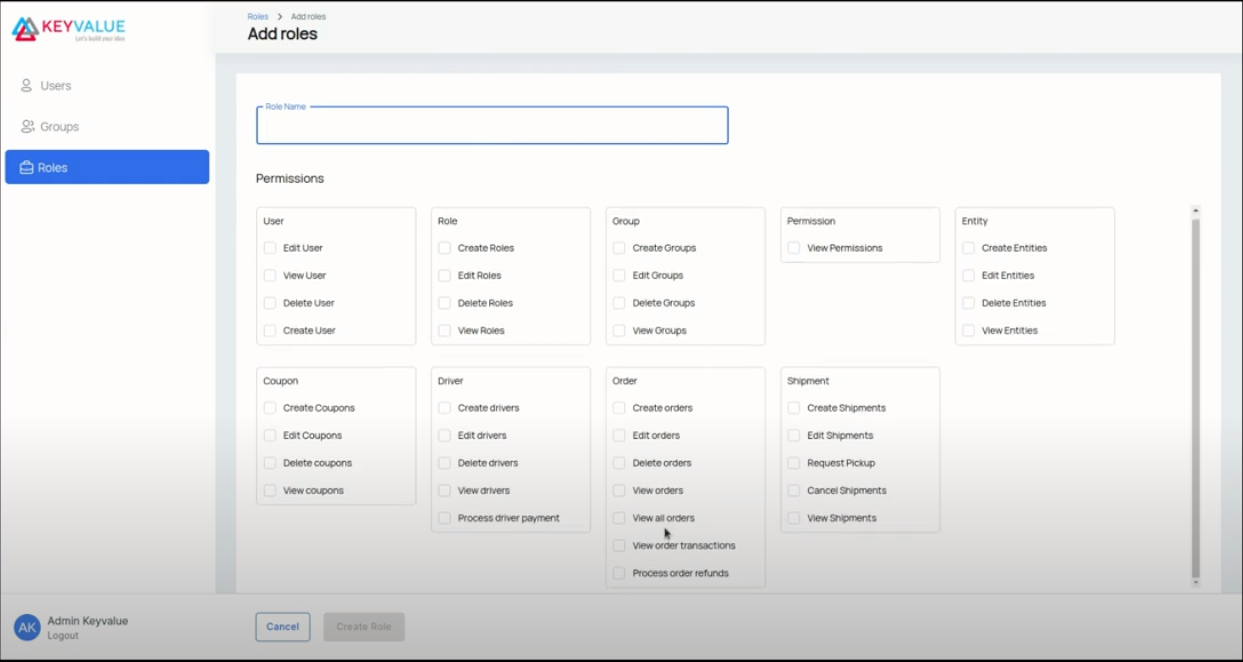 KEYVALUE
Let's build your idea
Roles > Add roles
Add roles
Users
Groups
Roles
Role Name
Permissions
User
Edit User
View User
Delete User
Create User
Role
Create Roles
Edit Roles
Delete Roles
View Roles
Group
Create Groups
Edit Groups
Delete Groups
View Groups
Permission
View Permissions
Entity
Create Entities
Edit Entities
Delete Entities
View Entities
Coupon
Create Coupons
Edit Coupons
Delete coupons
View coupons
Driver
Create drivers
Edit drivers
Delete drivers
View drivers
Process driver payment
Order
Create orders
Edit orders
Delete orders
View orders
View all orders
View order transactions
Process order refunds
Shipment
Create Shipments
Edit Shipments
Request Pickup
Cancel Shipments
View Shipments
AK
Admin Keyvalue
Logout
Cancel
Create Role